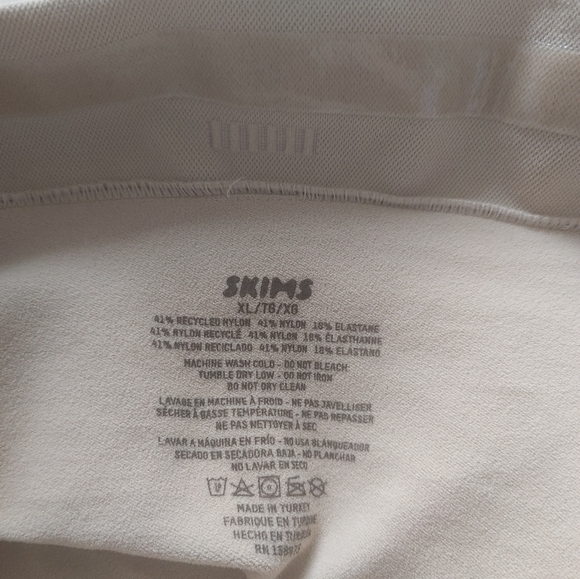 SKIMS
XL/TG/XG
41% RECYCLED NYLON 41% NYLON 18% ELASTANE
41% NYLON RECYCLÉ 41% NYLON 18% ÉLASTHANNE
41% NYLON RECICLADO 41% NYLON 18% ELASTANO
MACHINE WASH COLD - DO NOT BLEACH
TUMBLE DRY LOW - DO NOT IRON
DO NOT DRY CLEAN
LAVAGE EN MACHINE À FROID - NE PAS JAVELLISER
SÉCHER À BASSE TEMPÉRATURE - NE PAS REPASSER
NE PAS NETTOYER À SEC
LAVAR A MÁQUINA EN FRÍO - NO USA BLANQUEADOR
SECADO EN SECADORA BAJA - NO PLANCHAR
NO LAVAR EN SECO
MADE IN TURKEY
FABRIQUE EN
HECHO EN
RN